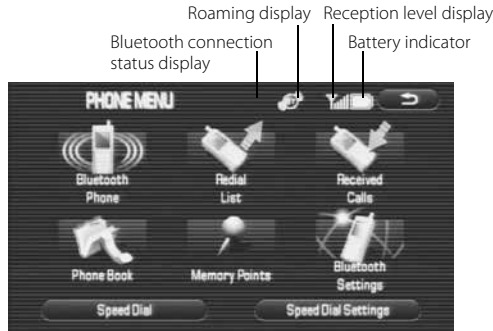 Roaming display Reception level display
Bluetooth connection
status display
Battery indicator
PHONE MENU
Bluetooth
Phone
Redial
List
Received
Calls
Phone Book
Memory Points
Bluetooth
Settings
Speed Dial
Speed Dial Settings